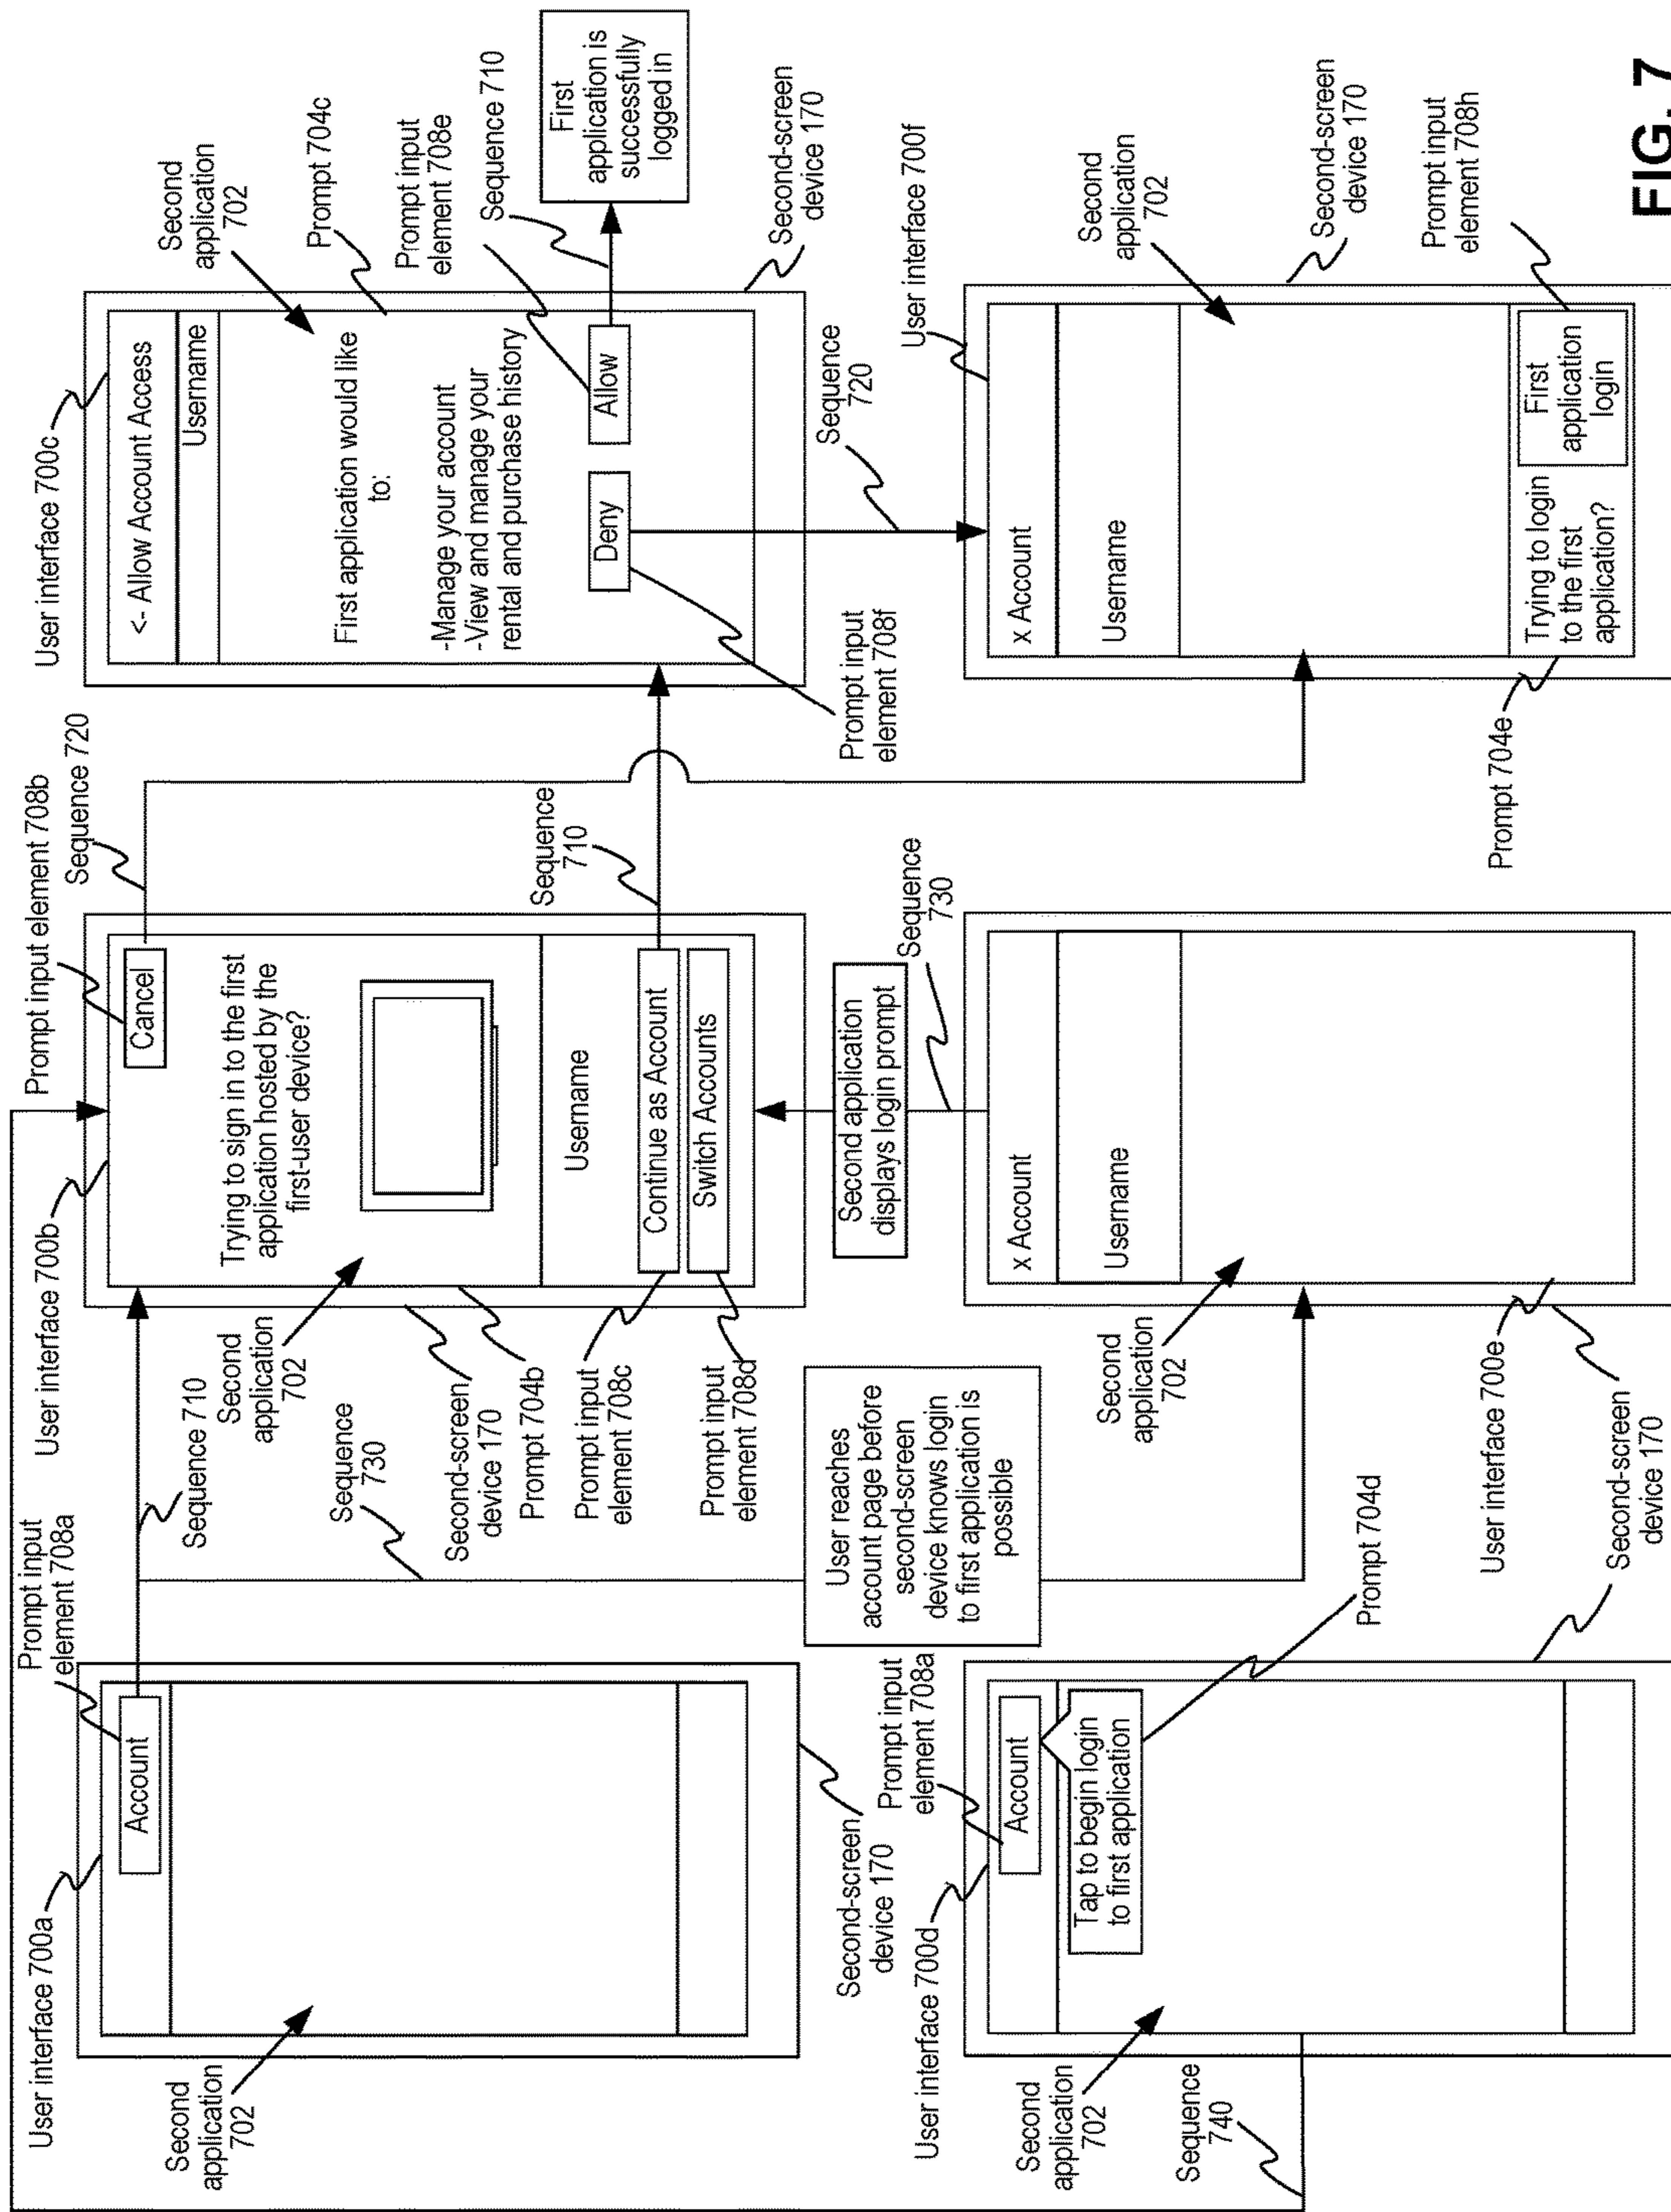 User interface 700a
Prompt input
element 708a
Account
Second
application
702
Second-screen
device 170
Sequence 710
Sequence
730
User interface 700b
Prompt input element 708b
Sequence 720
Cancel
Trying to sign in to the first
application hosted by the
first-user device?
Username
Continue as Account
Switch Accounts
Second
application
702
Second-screen
device 170
Prompt 704b
Prompt input
element 708c
Prompt input
element 708d
Sequence
710
User interface 700c
<- Allow Account Access
Username
First application would like
to:
-Manage your account
-View and manage your
rental and purchase history
Deny
Allow
Second
application
702
Prompt 704c
Prompt input
element 708e
Sequence 710
First
application is
successfully
logged in
Second-screen
device 170
Prompt input
element 708f
Sequence
720
User interface 700d
Prompt input
element 708a
Account
Tap to begin login
to first application
Second
application
702
Sequence
740
Prompt 704d
Second-screen
device 170
User reaches
account page before
second-screen
device knows login
to first application is
possible
Second application
displays login prompt
Sequence
730
x Account
Username
Second
application
702
User interface 700e
Second-screen
device 170
User interface 700f
x Account
Username
Second
application
702
Second-screen
device 170
Trying to login
to the first
application?
First
application
login
Prompt 704e
Prompt input
element 708h
FIG. 7